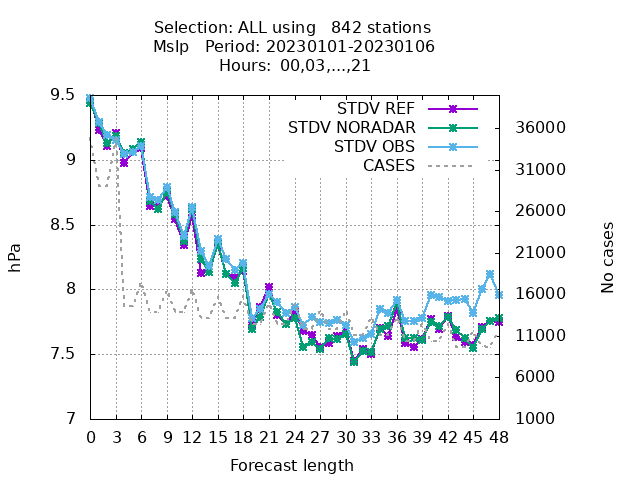 Selection: ALL using   842 stations
Mslp   Period: 20230101-20230106
Hours: 00,03,...,21
STDV REF
STDV NORADAR
STDV OBS
CASES
9.5
9
8.5
8
7.5
7
hPa
36000
31000
26000
21000
16000
11000
6000
1000
No cases
0 3 6 9 12 15 18 21 24 27 30 33 36 39 42 45 48
Forecast length